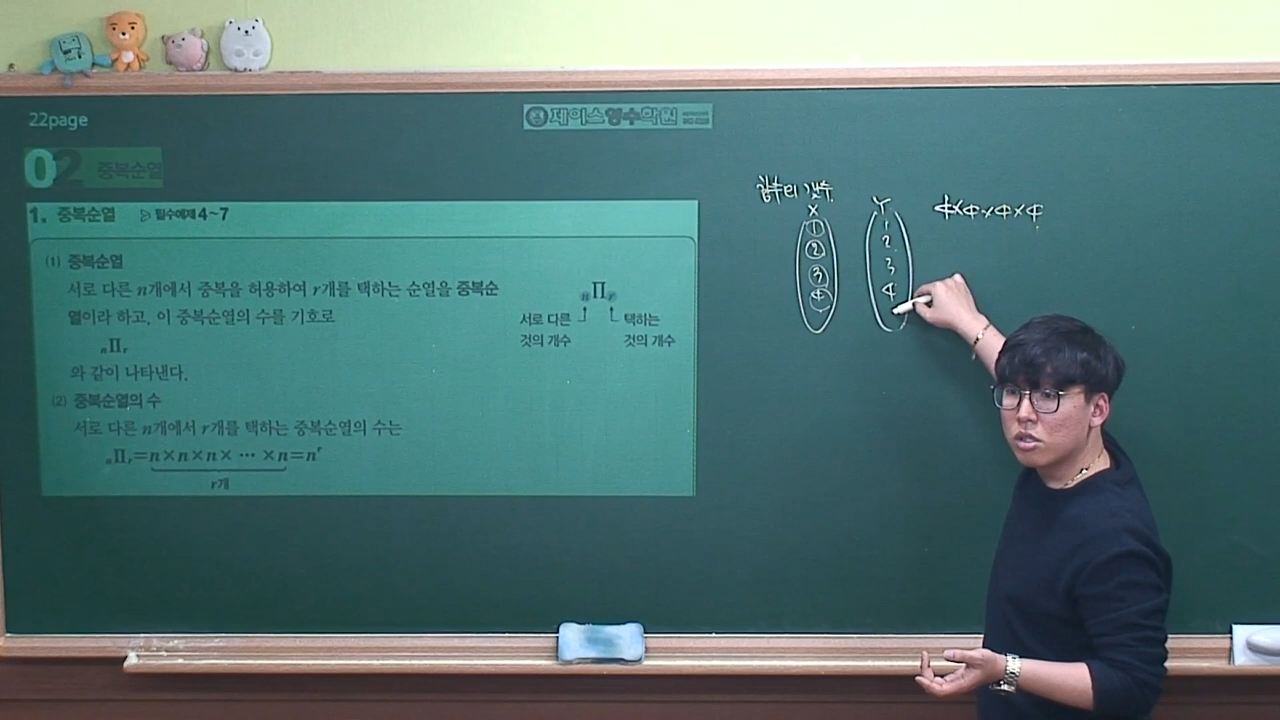 22page
제이스영수학원
02 중복순열
1. 중복순열 ▷ 필수예제 4~7
(1) 중복순열
서로 다른 n개에서 중복을 허용하여 r개를 택하는 순열을 중복순
열이라 하고, 이 중복순열의 수를 기호로
nΠr
와 같이 나타낸다.
nΠr
서로 다른 것의 개수
택하는 것의 개수
(2) 중복순열의 수
서로 다른 n개에서 r개를 택하는 중복순열의 수는
nΠr=n×n×n× ⋯ ×n=nʳ
r개
함수의 갯수
X Y
① 1
② 2
③ 3
④ 4
4×4×4×4